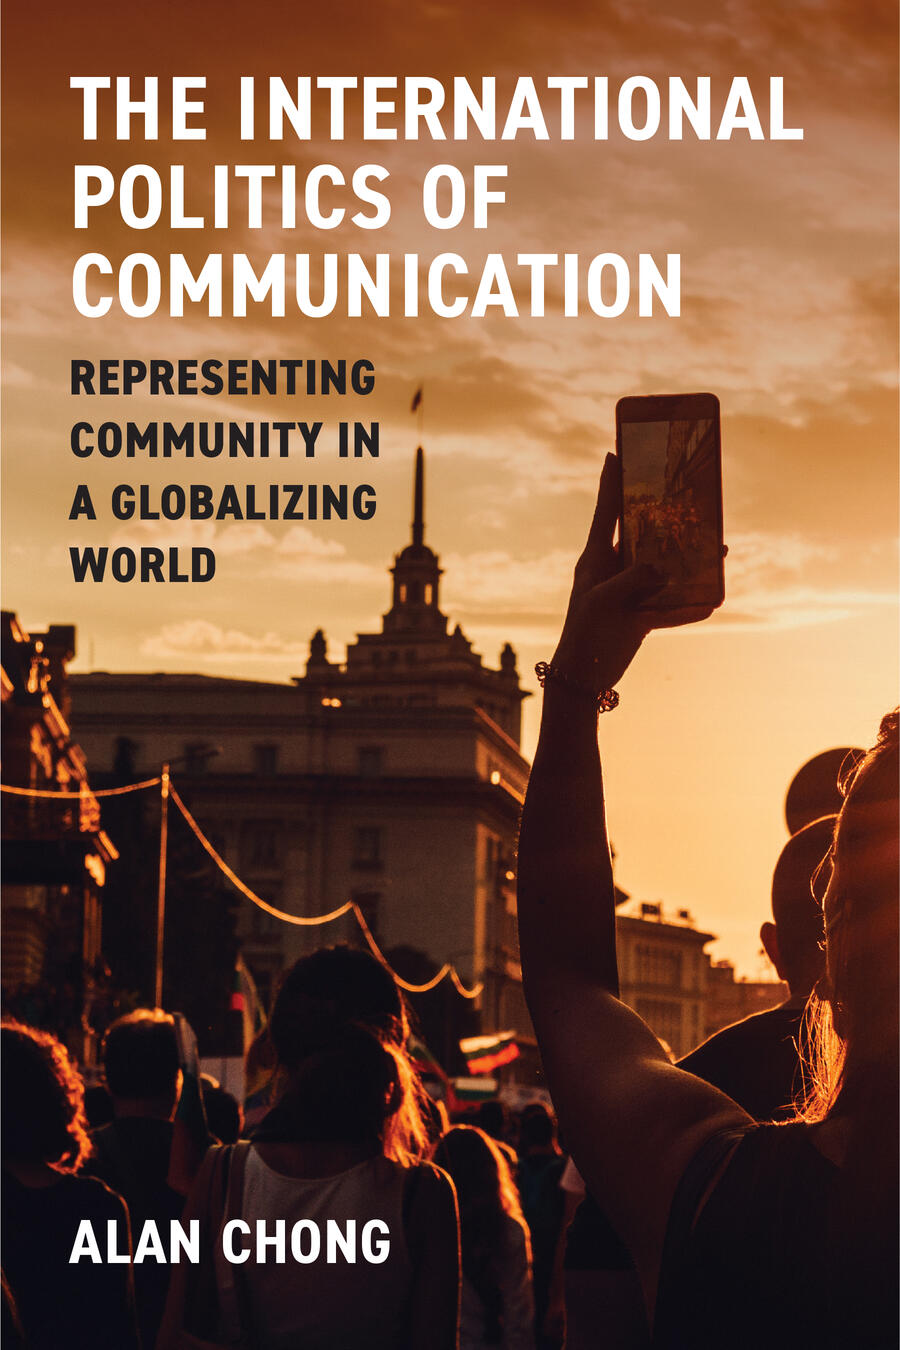 THE INTERNATIONAL
POLITICS OF
COMMUNICATION
REPRESENTING
COMMUNITY IN
A GLOBALIZING
WORLD
ALAN CHONG